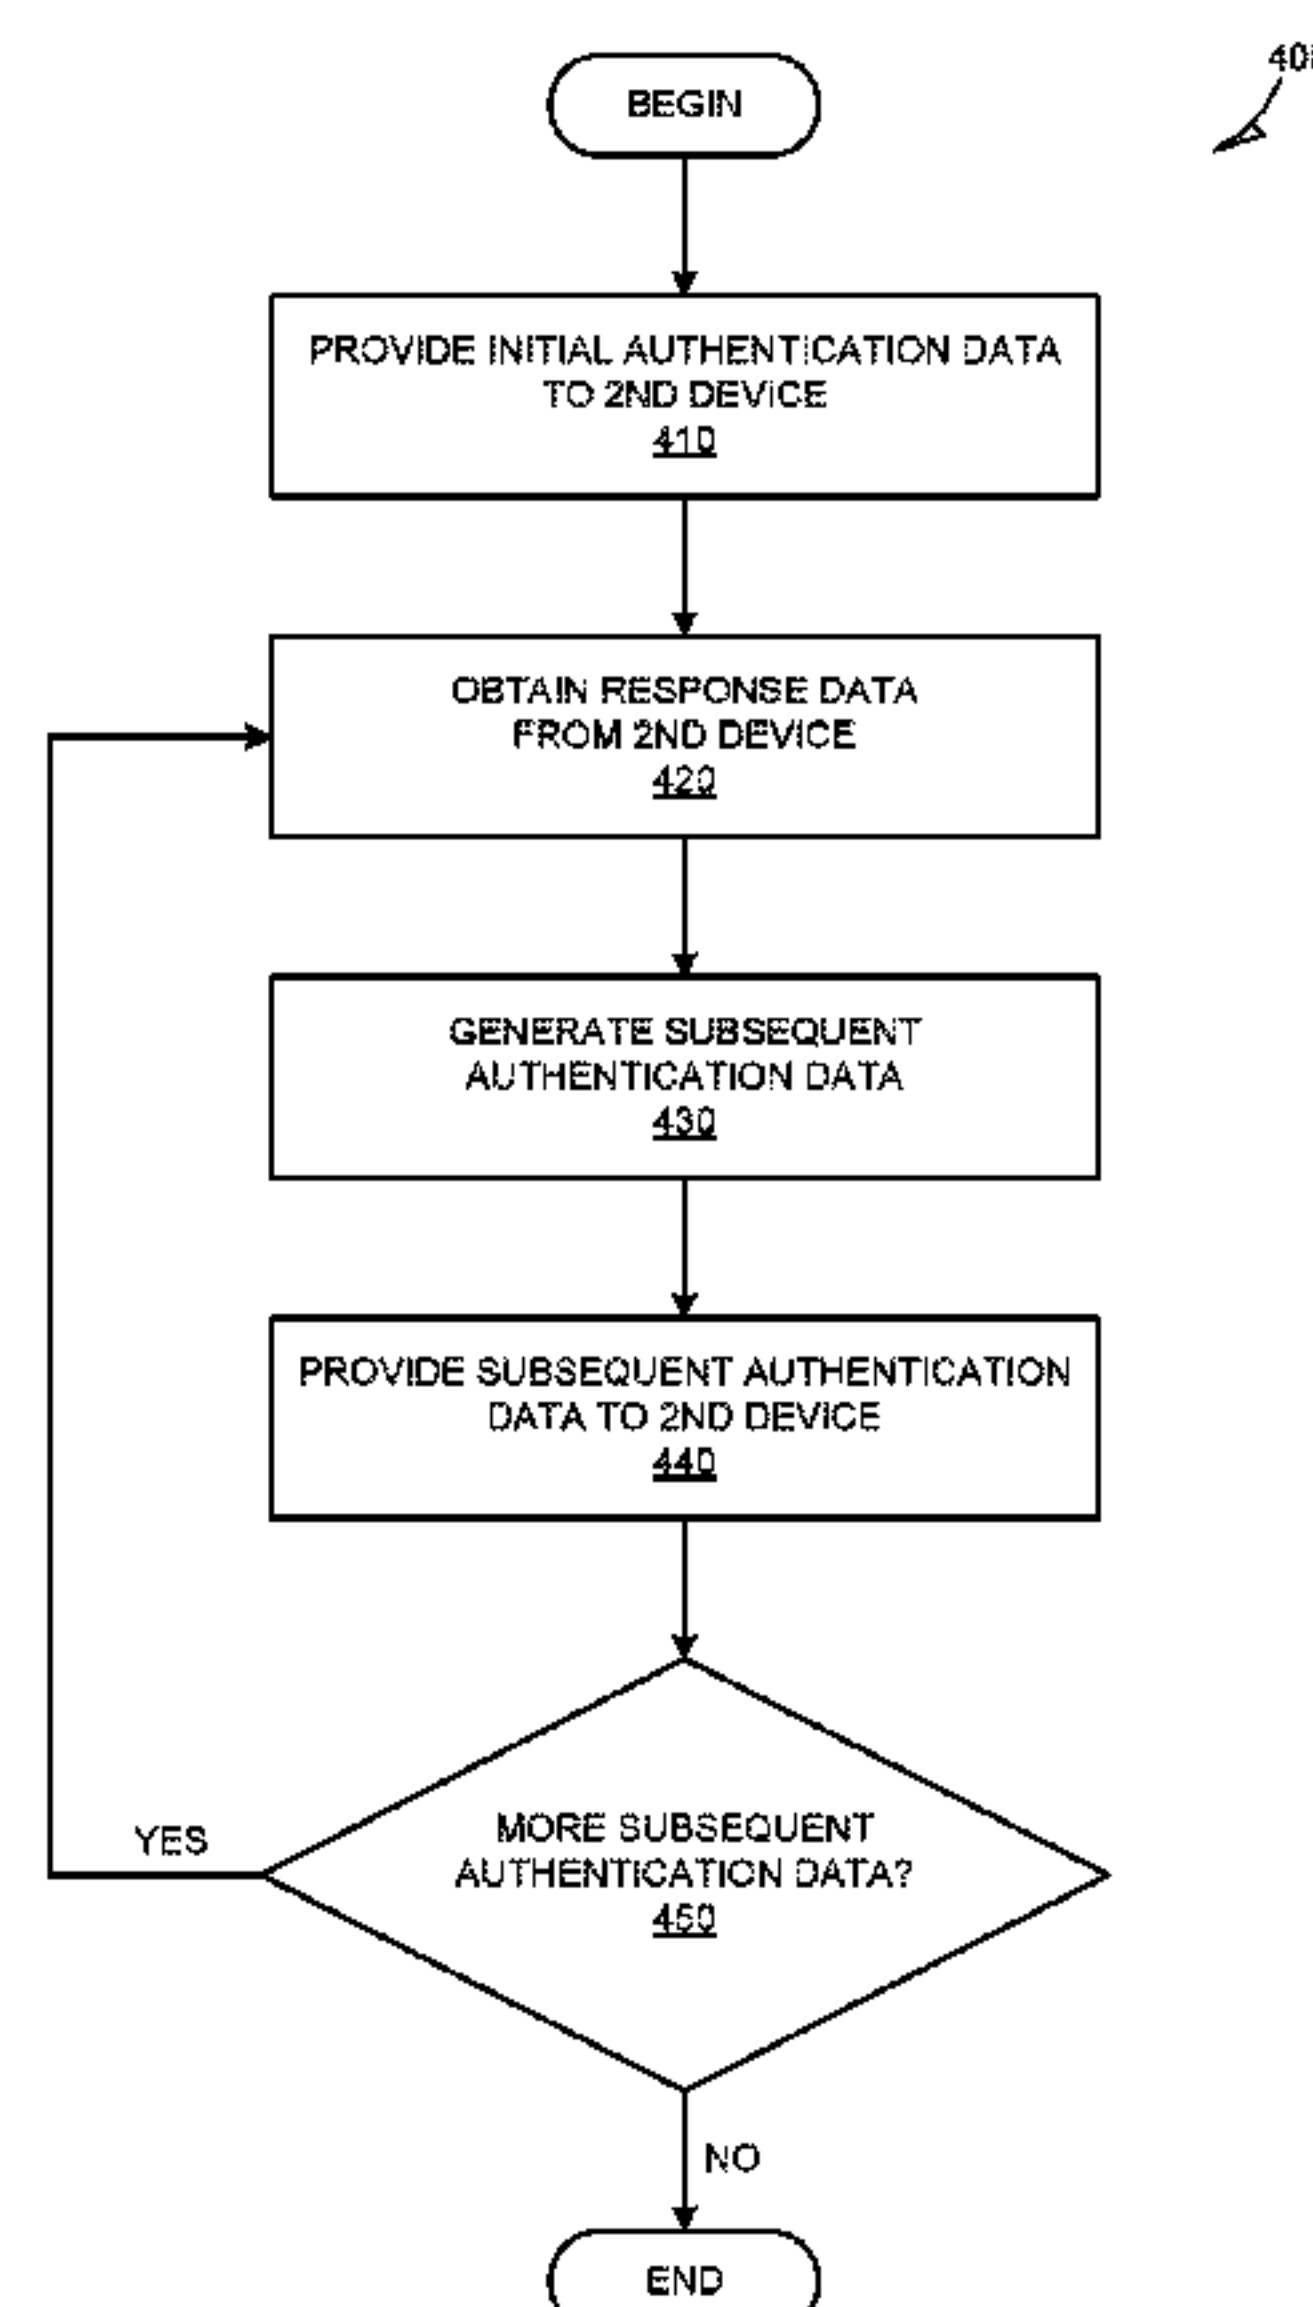 BEGIN
PROVIDE INITIAL AUTHENTICATION DATA
TO 2ND DEVICE
410
OBTAIN RESPONSE DATA
FROM 2ND DEVICE
420
GENERATE SUBSEQUENT
AUTHENTICATION DATA
430
PROVIDE SUBSEQUENT AUTHENTICATION
DATA TO 2ND DEVICE
440
YES
MORE SUBSEQUENT
AUTHENTICATION DATA?
450
NO
END